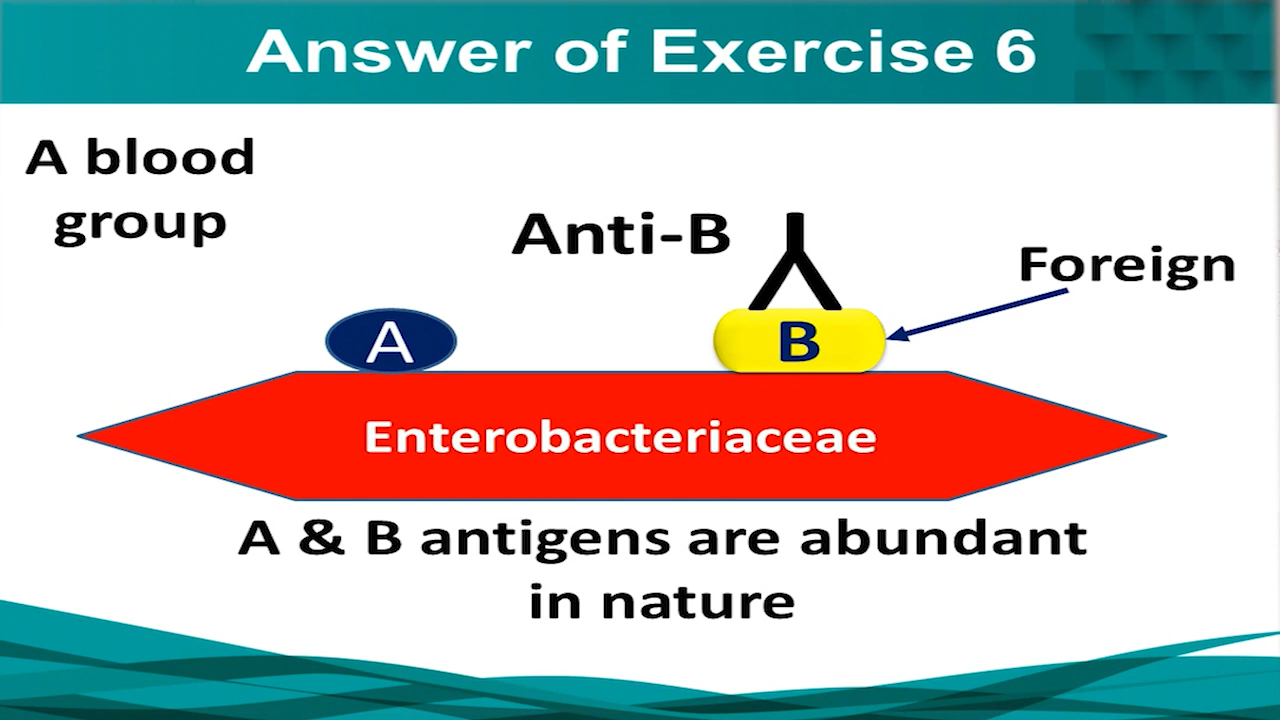 Answer of Exercise 6
A blood
group
Anti-B
Foreign
A
B
Enterobacteriaceae
A & B antigens are abundant
in nature